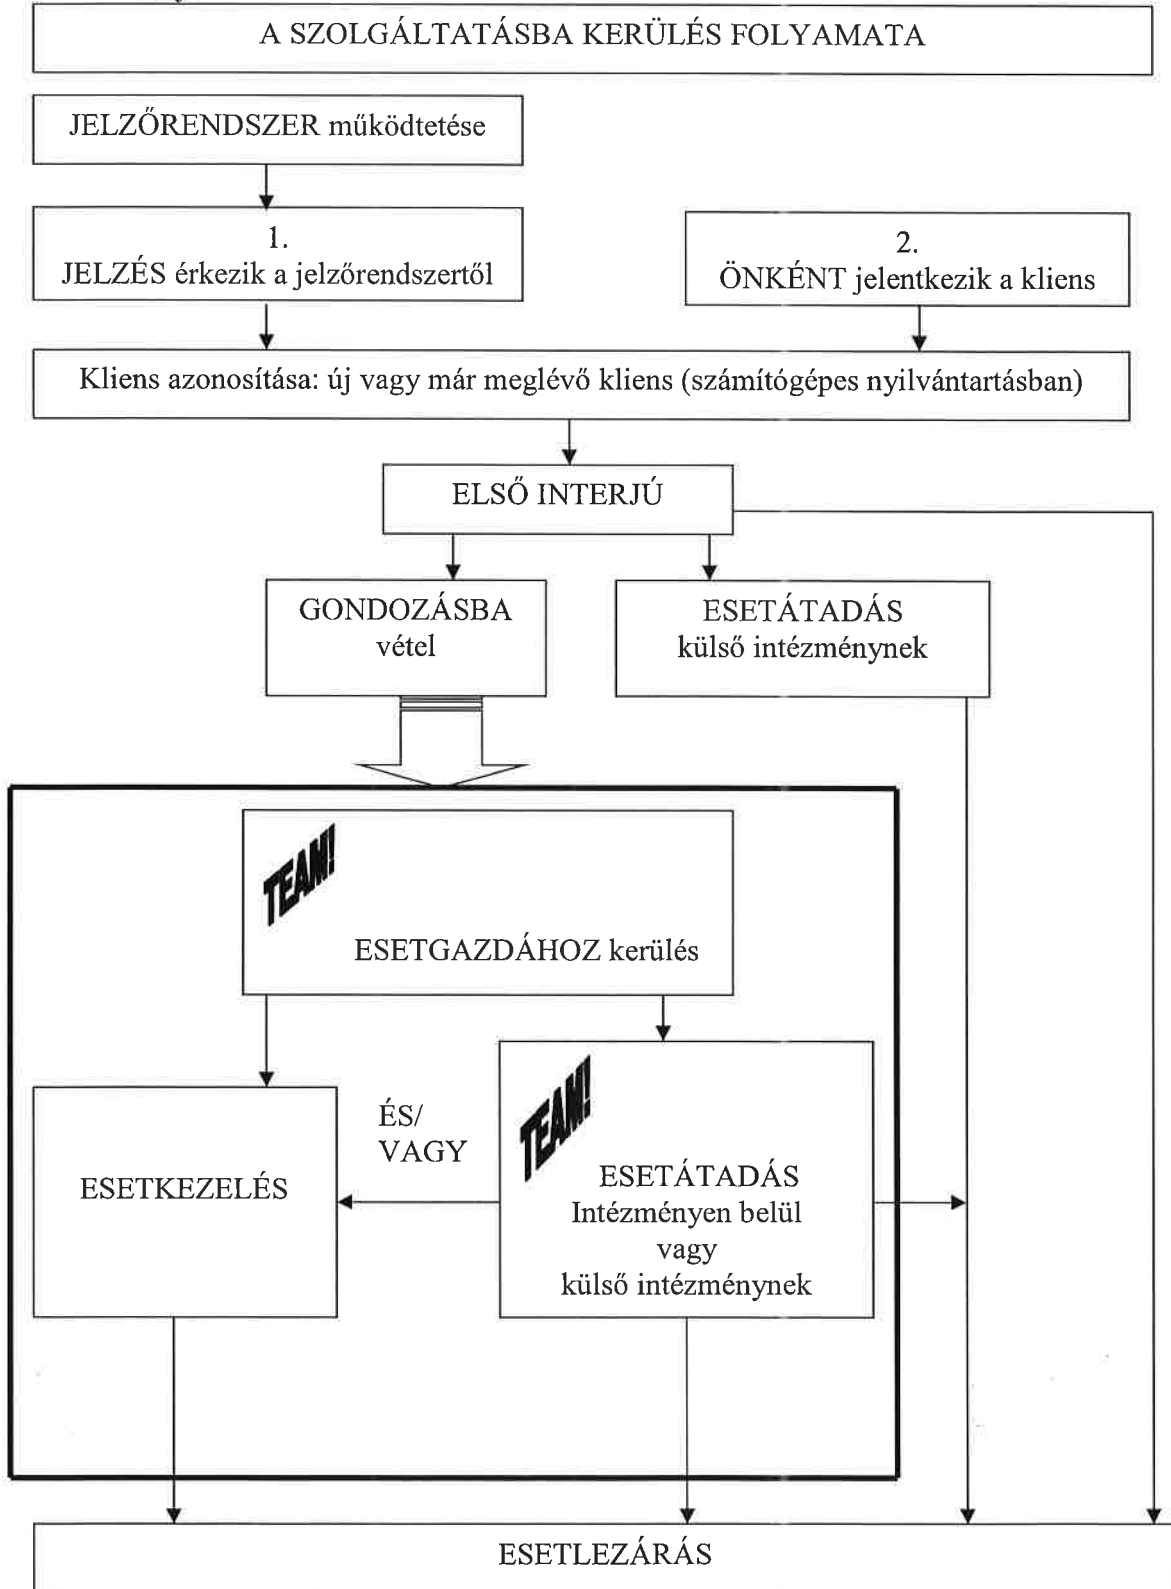 A SZOLGÁLTATÁSBA KERÜLÉS FOLYAMATA
JELZŐRENDSZER működtetése
1.
JELZÉS érkezik a jelzőrendszertől
2.
ÖNKÉNT jelentkezik a kliens
Kliens azonosítása: új vagy már meglévő kliens (számítógépes nyilvántartásban)
ELSŐ INTERJÚ
GONDOZÁSBA
vétel
ESETÁTADÁS
külső intézménynek
TEAM!
ESETGAZDÁHOZ kerülés
ESETKEZELÉS
ÉS/
VAGY
TEAM!
ESETÁTADÁS
Intézményen belül
vagy
külső intézménynek
ESETLEZÁRÁS